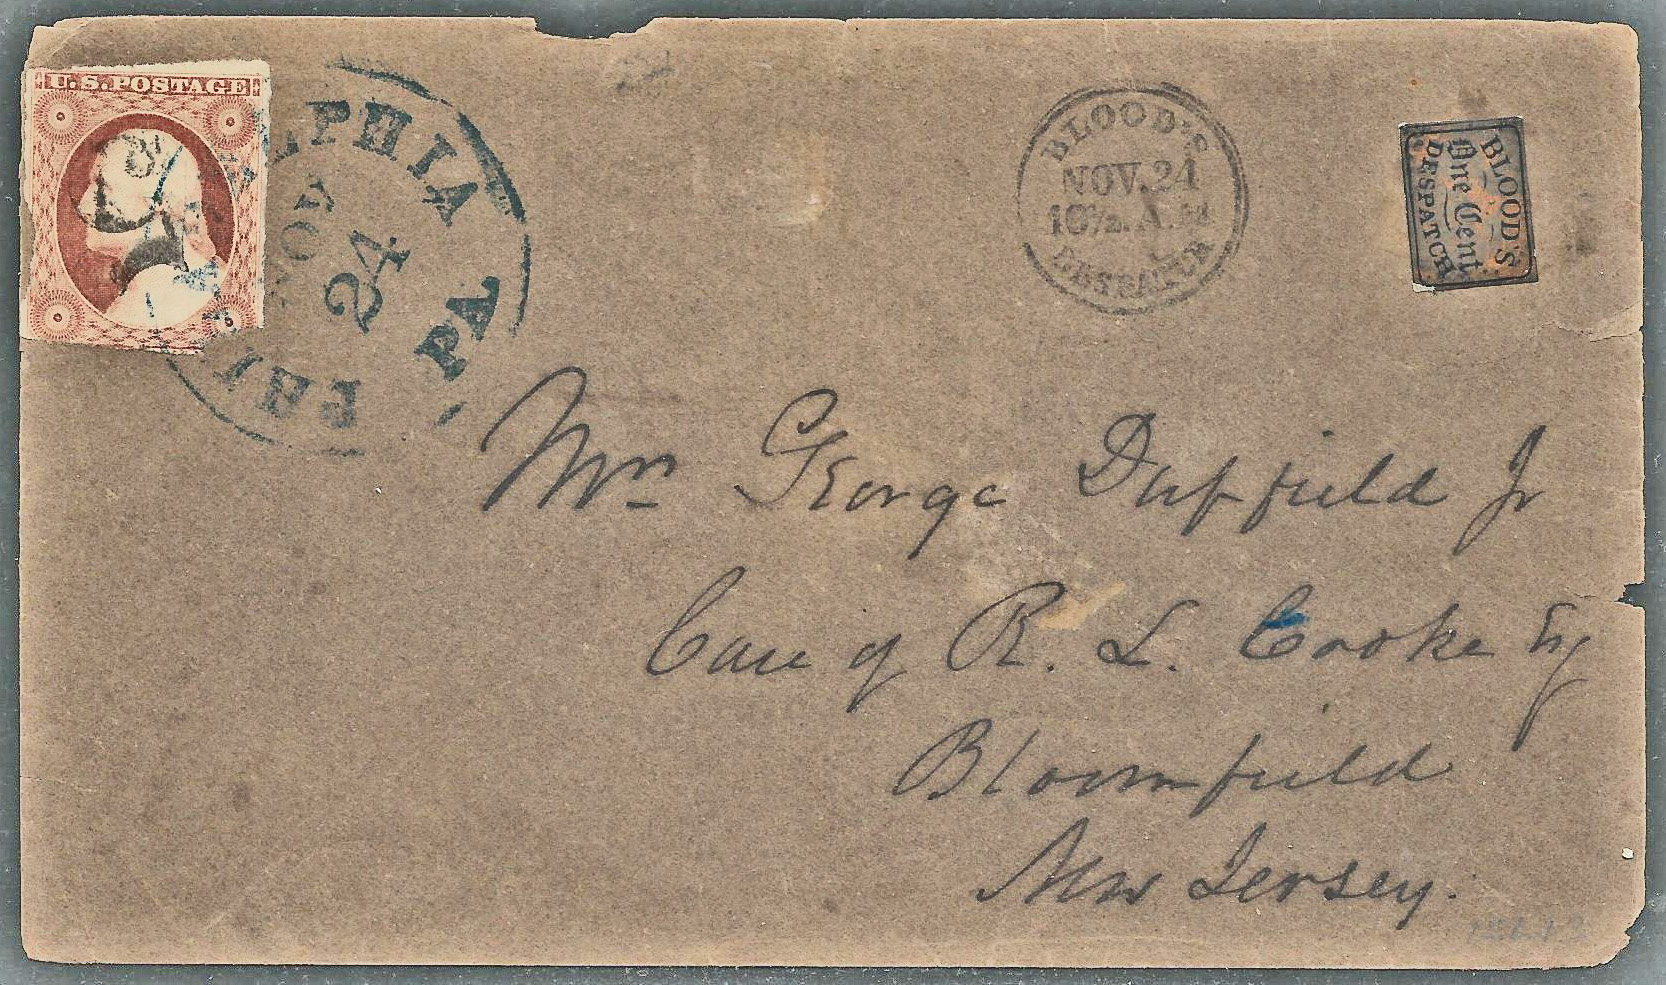 U.S. POSTAGE
PHILADELPHIA
NOV
24
PA.
BLOOD'S
NOV. 24
10½ A.M
DESPATCH
BLOOD'S
One Cent
DESPATCH
Mr George Duffield Jr
Care of R. L. Cooke Esq
Bloomfield
New Jersey.